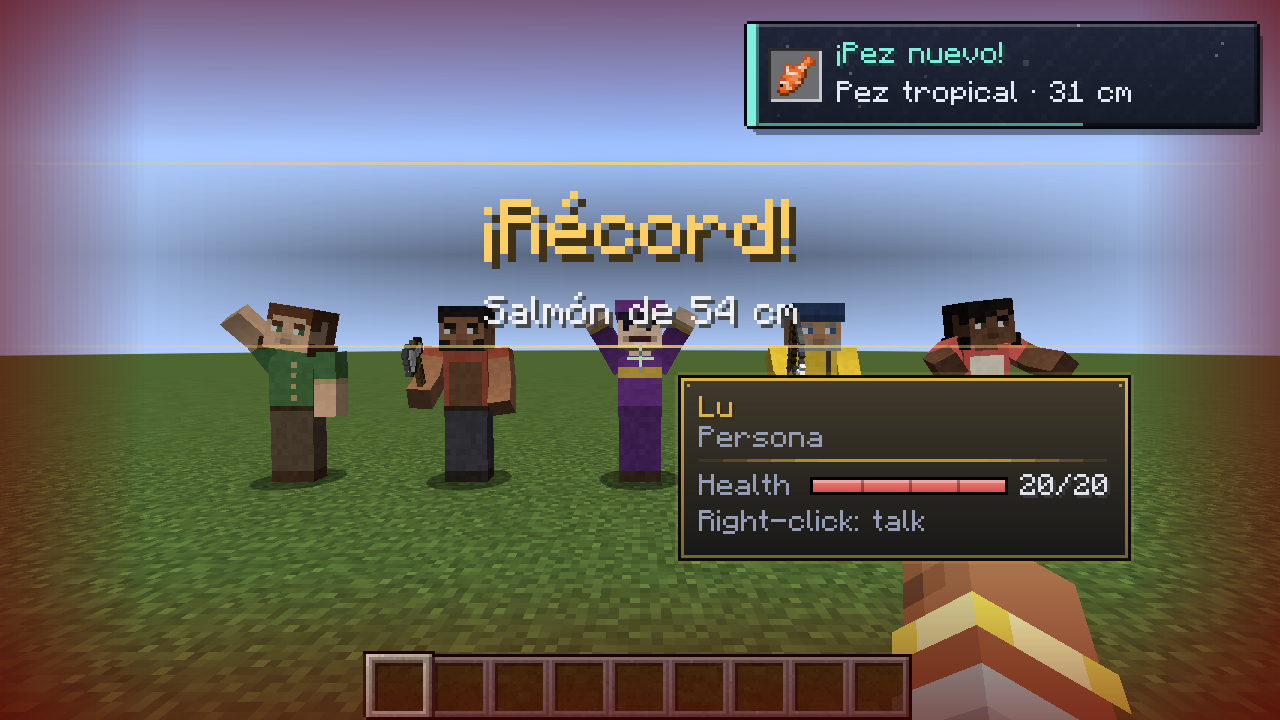 ¡Pez nuevo!
Pez tropical · 31 cm
¡Récord!
Salmón de 54 cm
Lu
Persona
Health 20/20
Right-click: talk